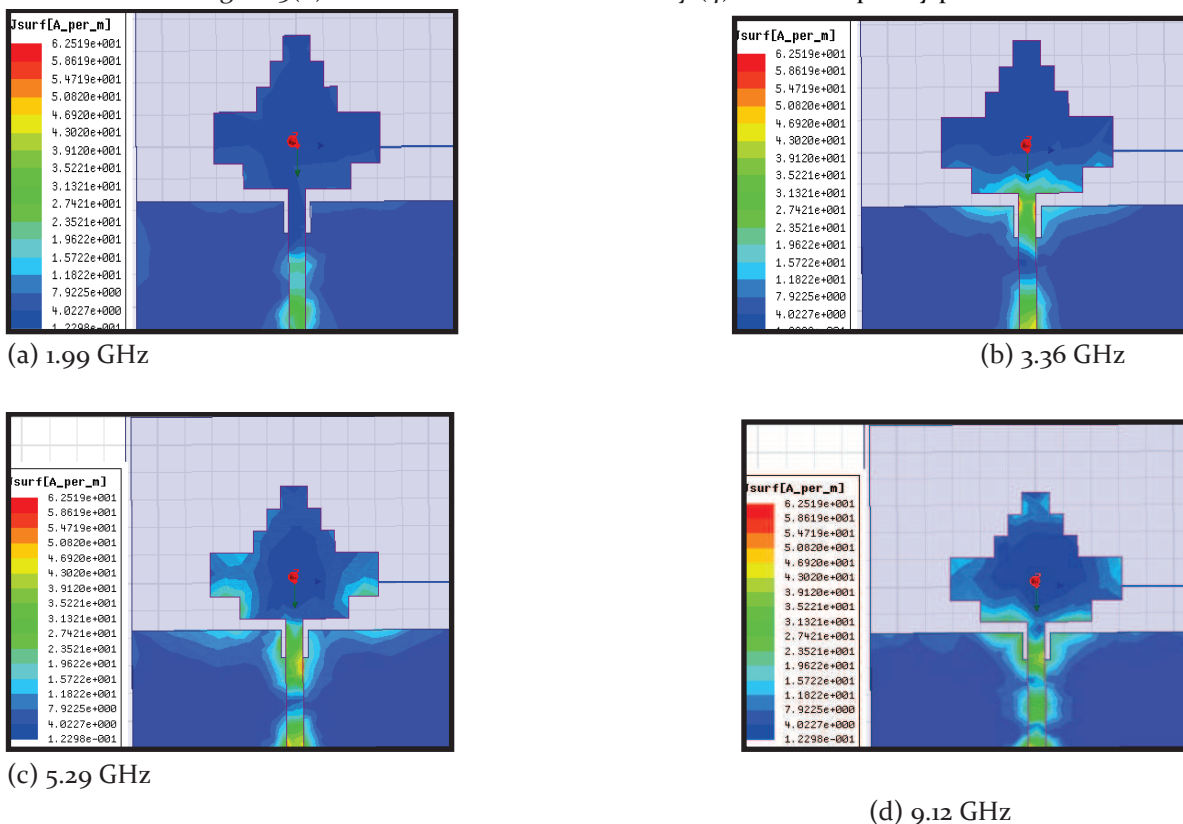 Jsurf[A_per_m]
6.2519e+001
5.8619e+001
5.4719e+001
5.0820e+001
4.6920e+001
4.3020e+001
3.9120e+001
3.5221e+001
3.1321e+001
2.7421e+001
2.3521e+001
1.9622e+001
1.5722e+001
1.1822e+001
7.9225e+000
4.0227e+000
1.2298e-001
(a) 1.99 GHz
Jsurf[A_per_m]
6.2519e+001
5.8619e+001
5.4719e+001
5.0820e+001
4.6920e+001
4.3020e+001
3.9120e+001
3.5221e+001
3.1321e+001
2.7421e+001
2.3521e+001
1.9622e+001
1.5722e+001
1.1822e+001
7.9225e+000
4.0227e+000
(b) 3.36 GHz
Jsurf[A_per_m]
6.2519e+001
5.8619e+001
5.4719e+001
5.0820e+001
4.6920e+001
4.3020e+001
3.9120e+001
3.5221e+001
3.1321e+001
2.7421e+001
2.3521e+001
1.9622e+001
1.5722e+001
1.1822e+001
7.9225e+000
4.0227e+000
1.2298e-001
(c) 5.29 GHz
Jsurf[A_per_m]
6.2519e+001
5.8619e+001
5.4719e+001
5.0820e+001
4.6920e+001
4.3020e+001
3.9120e+001
3.5221e+001
3.1321e+001
2.7421e+001
2.3521e+001
1.9622e+001
1.5722e+001
1.1822e+001
7.9225e+000
4.0227e+000
1.2298e-001
(d) 9.12 GHz